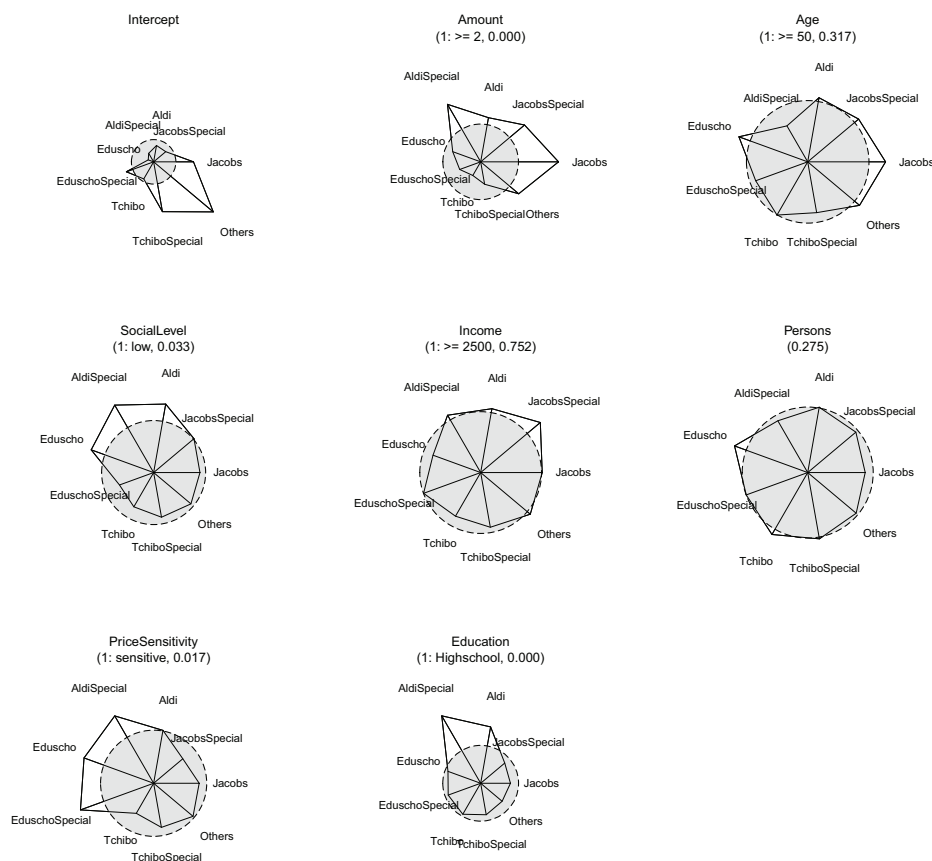 Intercept
Aldi
AldiSpecial
JacobsSpecial
Eduscho
Jacobs
EduschoSpecial
Tchibo
Others
TchiboSpecial
Amount
(1: >= 2, 0.000)
AldiSpecial
Aldi
JacobsSpecial
Eduscho
Jacobs
EduschoSpecial
Tchibo
TchiboSpecial
Others
Age
(1: >= 50, 0.317)
Aldi
AldiSpecial
JacobsSpecial
Eduscho
Jacobs
EduschoSpecial
Others
Tchibo
TchiboSpecial
SocialLevel
(1: low, 0.033)
AldiSpecial
Aldi
JacobsSpecial
Eduscho
Jacobs
EduschoSpecial
Others
Tchibo
TchiboSpecial
Income
(1: >= 2500, 0.752)
Aldi
AldiSpecial
JacobsSpecial
Eduscho
Jacobs
EduschoSpecial
Others
Tchibo
TchiboSpecial
Persons
(0.275)
Aldi
AldiSpecial
JacobsSpecial
Eduscho
Jacobs
EduschoSpecial
Others
Tchibo
TchiboSpecial
PriceSensitivity
(1: sensitive, 0.017)
AldiSpecial
Aldi
JacobsSpecial
Eduscho
Jacobs
EduschoSpecial
Others
Tchibo
TchiboSpecial
Education
(1: Highschool, 0.000)
AldiSpecial
Aldi
JacobsSpecial
Eduscho
Jacobs
EduschoSpecial
Others
Tchibo
TchiboSpecial